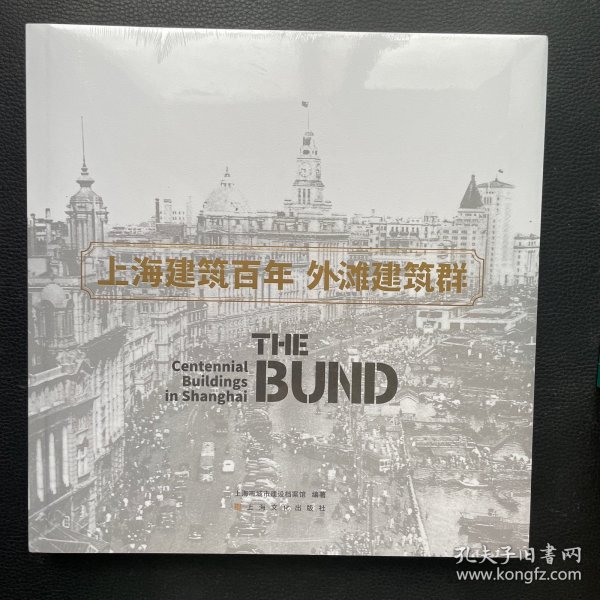 上海建筑百年 外滩建筑群
THE
BUND
Centennial
Buildings
in Shanghai
上海市城市建设档案馆 编著
上海文化出版社
孔夫子旧书网
www.kongfz.com